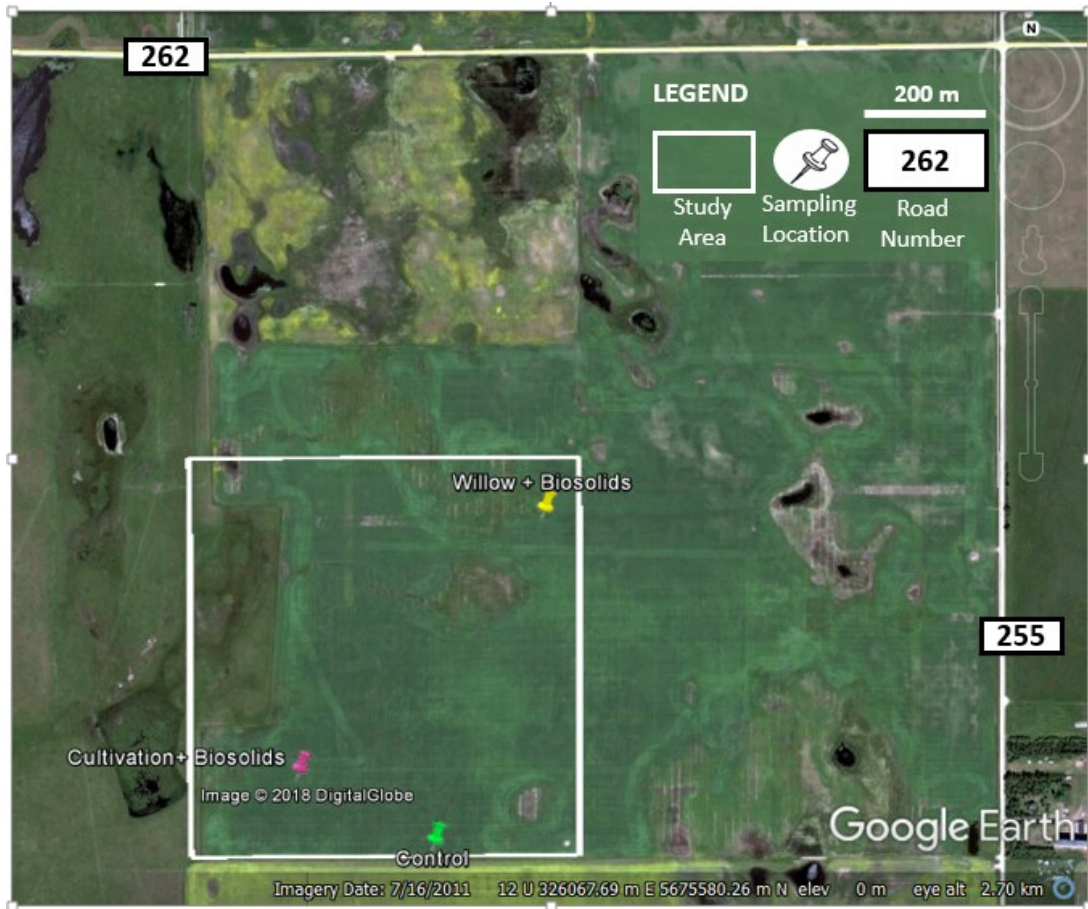 262
N
LEGEND
200 m
262
Study
Area
Sampling
Location
Road
Number
Willow + Biosolids
255
Cultivation+ Biosolids
Image © 2018 DigitalGlobe
Control
Google Earth
Imagery Date: 7/16/2011 12 U 326067.69 m E 5675580.26 m N elev 0 m eye alt 2.70 km